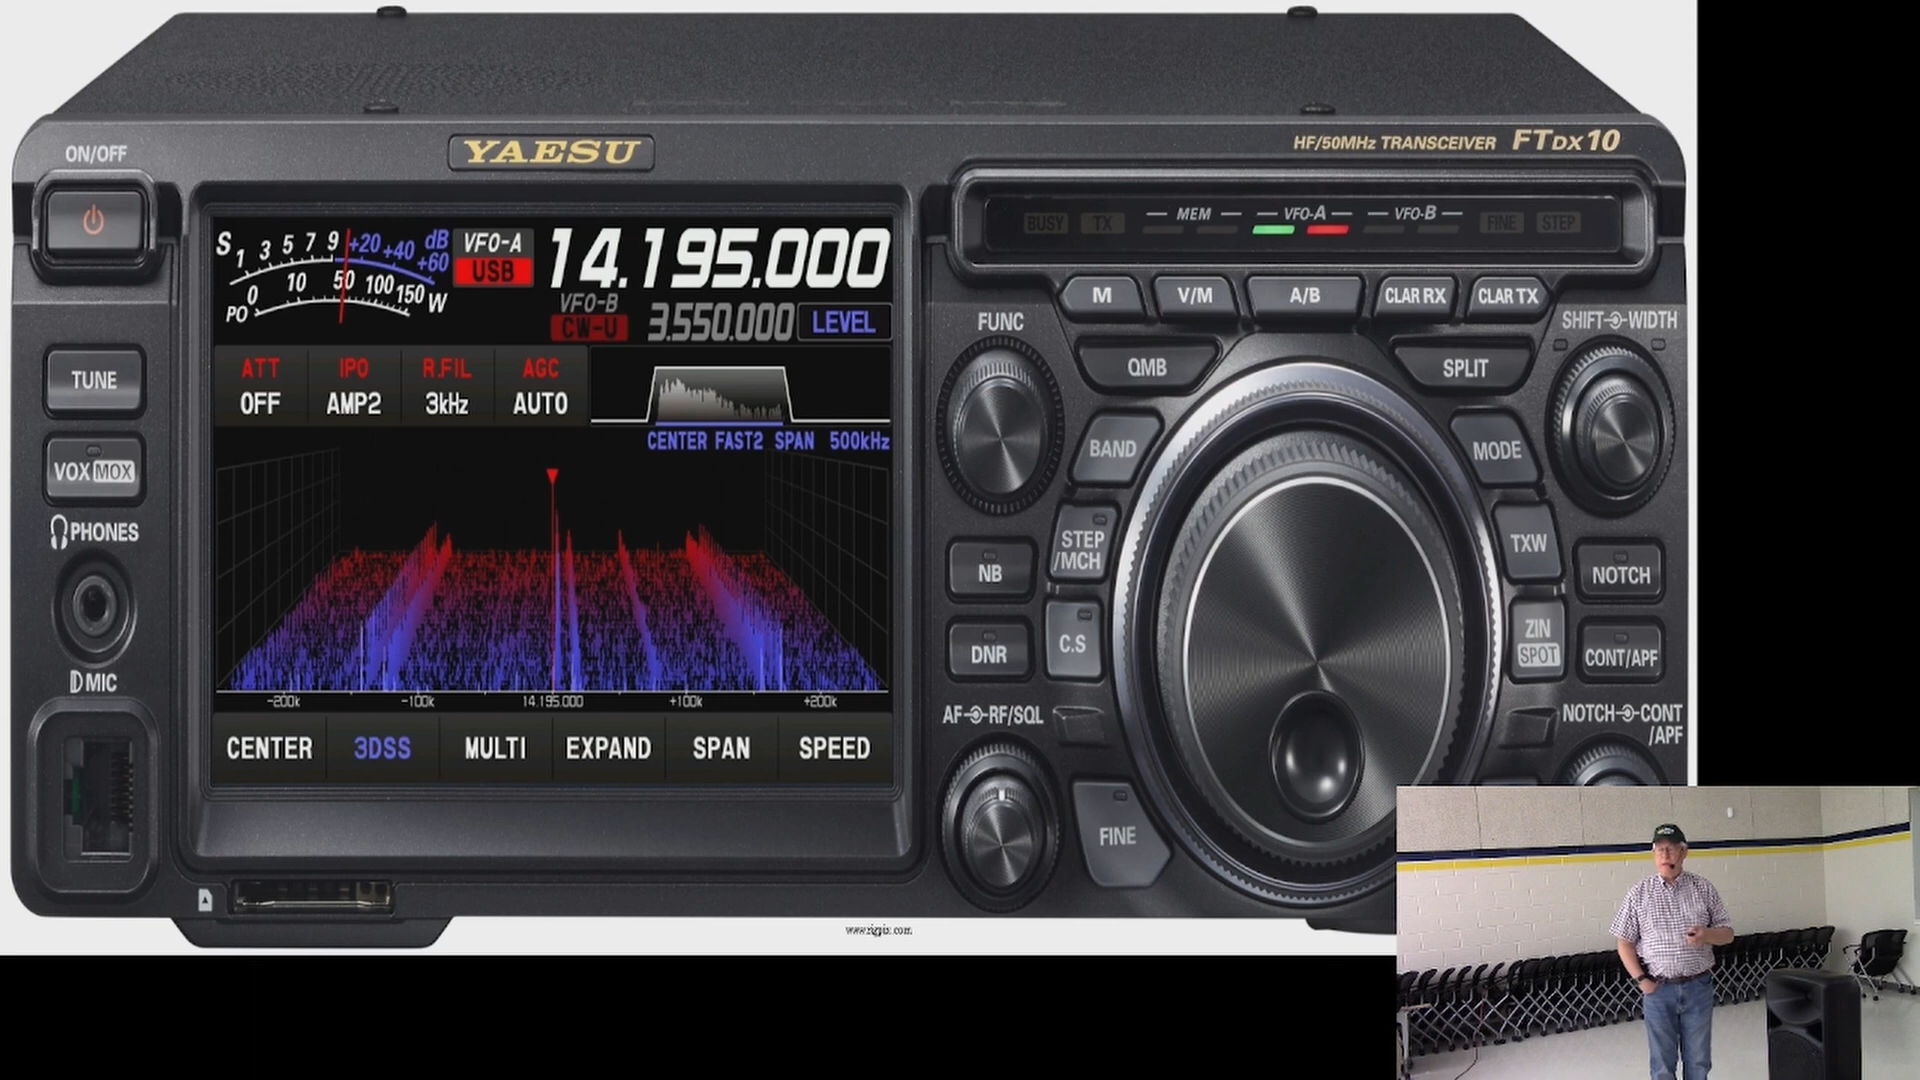 ON/OFF
YAESU
HF/50MHz TRANSCEIVER FTDX10
BUSY TX MEM VFO-A VFO-B FINE STEP
S 1 3 5 7 9 +20 +40 +60 dB
PO 0 10 50 100 150 W
VFO-A
USB
14.195.000
VFO-B
CW-U
3.550.000
LEVEL
M V/M A/B CLAR RX CLAR TX
FUNC
SHIFT WIDTH
QMB
SPLIT
TUNE
ATT IPO R.FIL AGC
OFF AMP2 3kHz AUTO
CENTER FAST2 SPAN 500kHz
BAND
MODE
VOX MOX
PHONES
STEP
/MCH
TXW
NB
NOTCH
C.S
ZIN
SPOT
DNR
CONT/APF
MIC
-200k -100k 14.195.000 +100k +200k
AF RF/SQL
NOTCH CONT
/APF
CENTER 3DSS MULTI EXPAND SPAN SPEED
FINE
www.rigpix.com